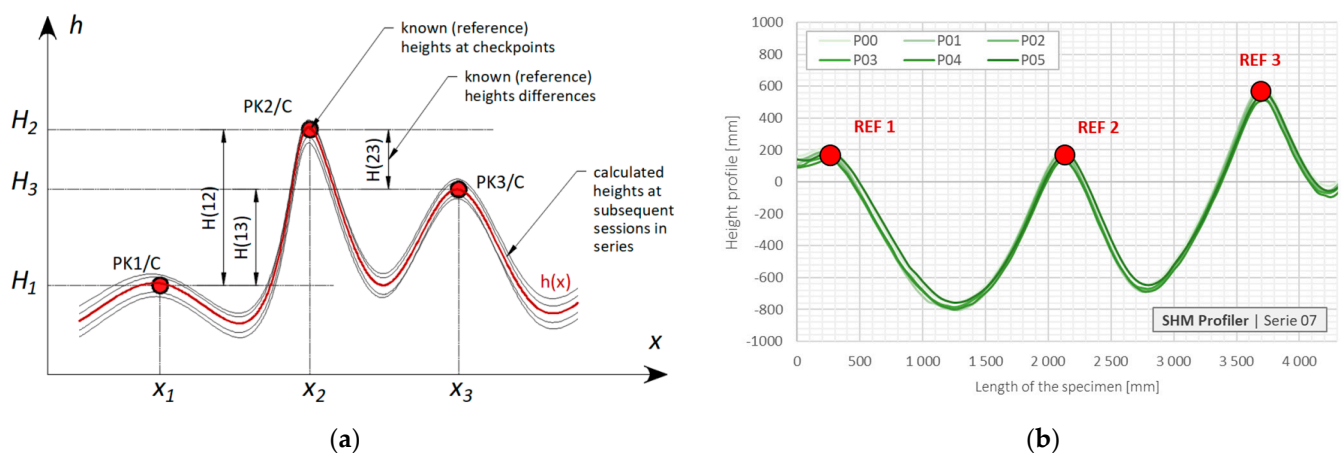 h
known (reference)
heights at checkpoints
PK2/C
known (reference)
heights differences
H2
H(12)
H(23)
H3
H(13)
PK3/C
calculated
heights at
subsequent
sessions in
series
PK1/C
H1
h(x)
x
x1
x2
x3
(a)
1000
800
600
400
200
0
-200
-400
-600
-800
-1000
Height profile [mm]
P00
P01
P02
P03
P04
P05
REF 1
REF 2
REF 3
SHM Profiler | Serie 07
0
500
1 000
1 500
2 000
2 500
3 000
3 500
4 000
Length of the specimen [mm]
(b)